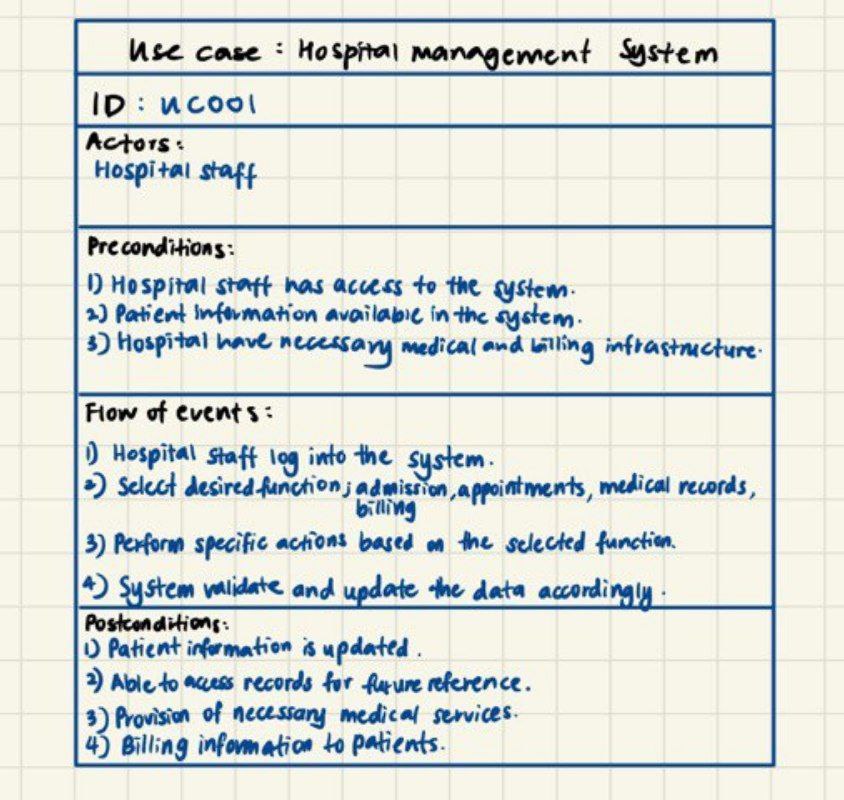 Use case : Hospital management System
ID : UC001
Actors :
Hospital staff
Preconditions:
1) Hospital staff has access to the system.
2) Patient Information available in the system.
3) Hospital have necessary medical and billing infrastructure.
Flow of events :
1) Hospital staff log into the system.
2) Select desired function; admission, appointments, medical records,
billing
3) Perform specific actions based on the selected function.
4) System validate and update the data accordingly.
Postconditions:
1) Patient information is updated.
2) Able to access records for future reference.
3) Provision of necessary medical services.
4) Billing information to patients.